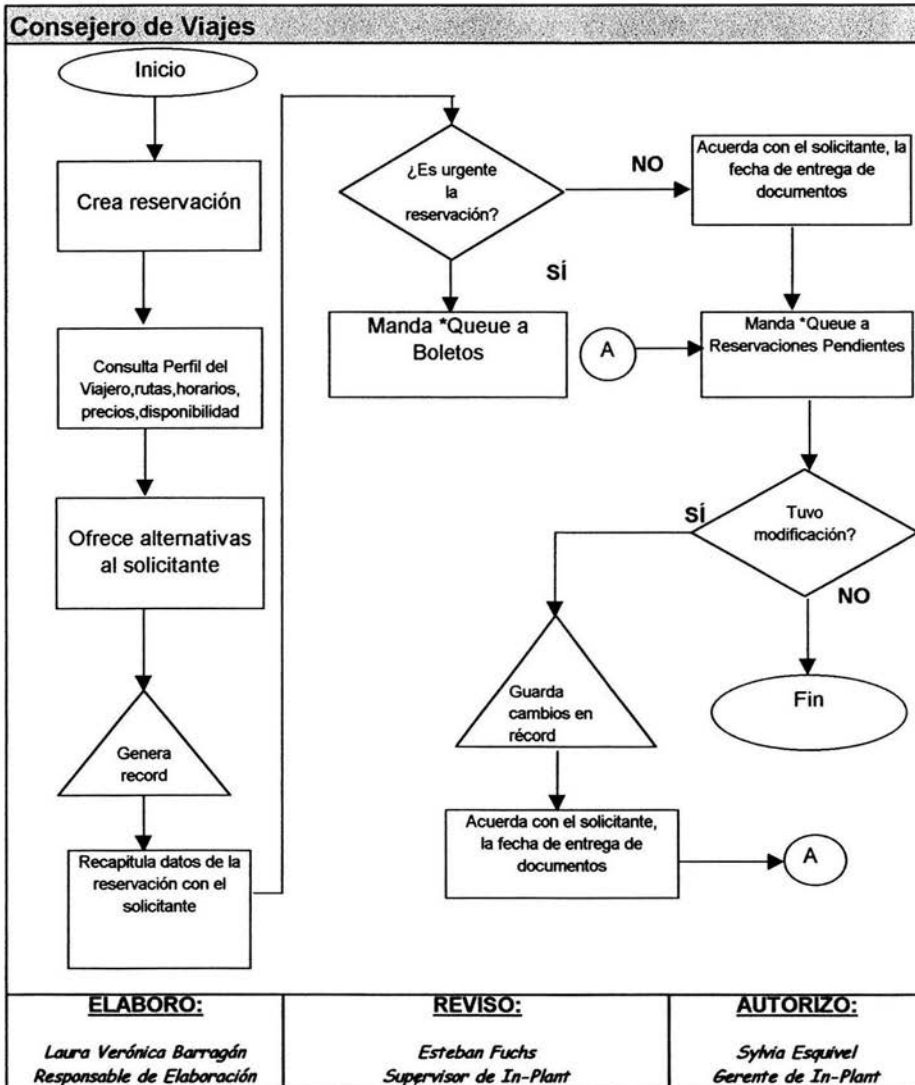 Consejero de Viajes
Inicio
Crea reservación
Consulta Perfil del
Viajero,rutas,horarios,
precios,disponibilidad
Ofrece alternativas
al solicitante
Genera
record
Recapitula datos de la
reservación con el
solicitante
¿Es urgente
la
reservación?
NO
SÍ
Acuerda con el solicitante, la
fecha de entrega de
documentos
Manda *Queue a
Boletos
A
Manda *Queue a
Reservaciones Pendientes
Tuvo
modificación?
SÍ
NO
Guarda
cambios en
récord
Fin
Acuerda con el solicitante,
la fecha de entrega de
documentos
A
ELABORO:
Laura Verónica Barragán
Responsable de Elaboración
REVISO:
Esteban Fuchs
Supervisor de In-Plant
AUTORIZO:
Sylvia Esquivel
Gerente de In-Plant